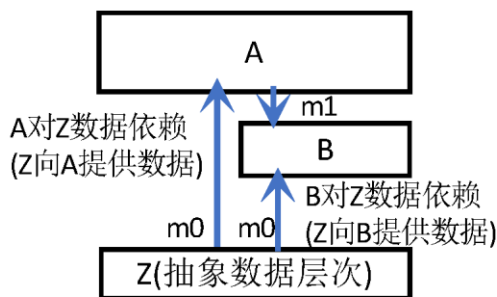 A
m1
A对Z数据依赖
(Z向A提供数据)
B
B对Z数据依赖
(Z向B提供数据)
m0
m0
Z(抽象数据层次)